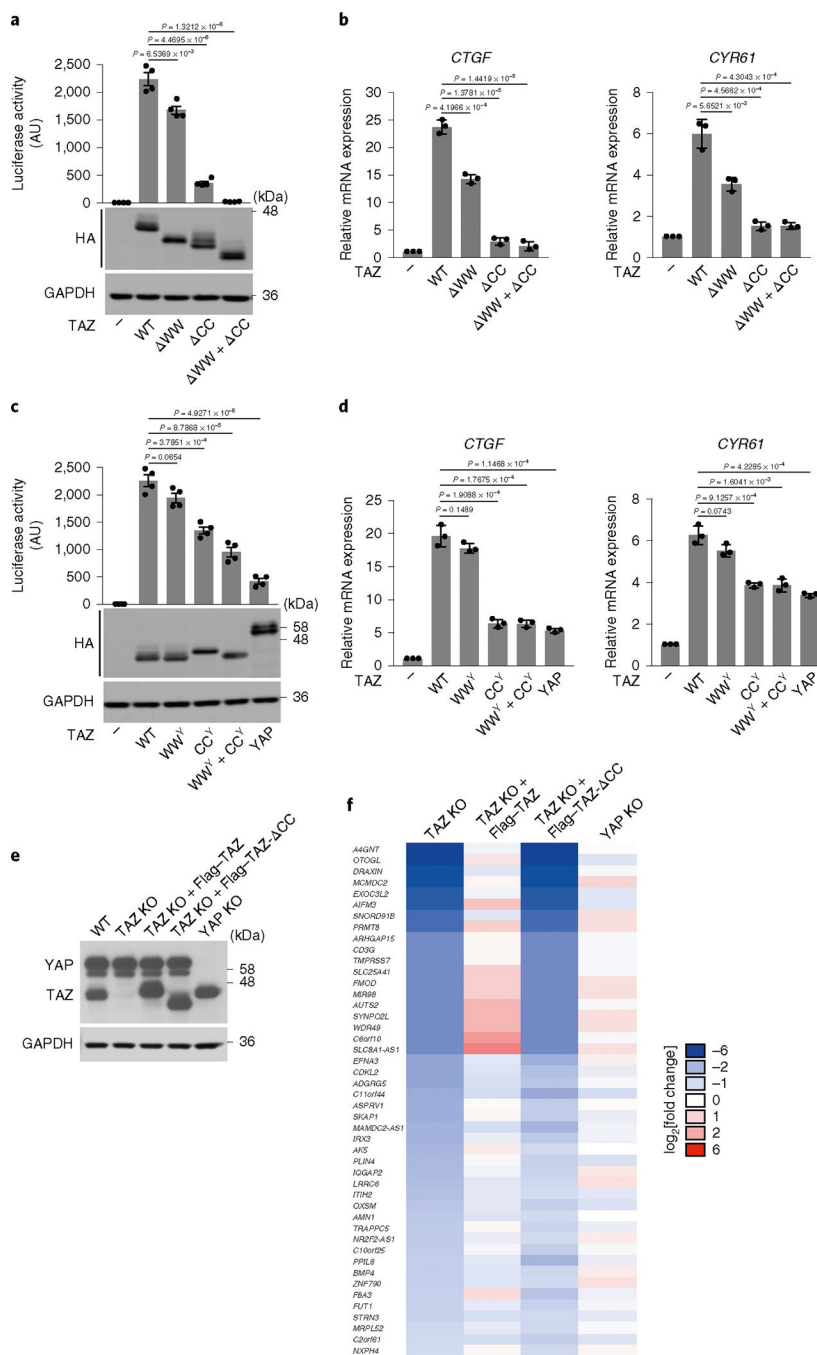 a
P = 1.3212 × 10⁻⁶
P = 4.4695 × 10⁻⁶
P = 6.5369 × 10⁻³
Luciferase activity
(AU)
2,500
2,000
1,500
1,000
500
0
(kDa)
48
HA
GAPDH
36
TAZ
–
WT
ΔWW
ΔCC
ΔWW + ΔCC
b
CTGF
P = 1.4419 × 10⁻⁵
P = 1.3781 × 10⁻⁵
P = 4.1966 × 10⁻⁴
Relative mRNA expression
30
25
20
15
10
5
0
TAZ
–
WT
ΔWW
ΔCC
ΔWW + ΔCC
CYR61
P = 4.3043 × 10⁻⁴
P = 4.5662 × 10⁻⁴
P = 5.6521 × 10⁻³
Relative mRNA expression
8
6
4
2
0
–
WT
ΔWW
ΔCC
ΔWW + ΔCC
c
P = 4.9271 × 10⁻⁶
P = 8.7868 × 10⁻⁵
P = 3.7851 × 10⁻⁴
P = 0.0654
Luciferase activity
(AU)
2,500
2,000
1,500
1,000
500
0
(kDa)
58
48
HA
GAPDH
36
TAZ
–
WT
WWʸ
CCʸ
WWʸ + CCʸ
YAP
d
CTGF
P = 1.1468 × 10⁻⁴
P = 1.7675 × 10⁻⁴
P = 1.9088 × 10⁻⁴
P = 0.1489
Relative mRNA expression
25
20
15
10
5
0
TAZ
–
WT
WWʸ
CCʸ
WWʸ + CCʸ
YAP
CYR61
P = 4.2285 × 10⁻⁴
P = 1.6041 × 10⁻³
P = 9.1257 × 10⁻⁴
P = 0.0743
Relative mRNA expression
8
6
4
2
0
–
WT
WWʸ
CCʸ
WWʸ + CCʸ
YAP
e
WT
TAZ KO
TAZ KO + Flag–TAZ
TAZ KO + Flag–TAZ-ΔCC
YAP KO
(kDa)
YAP
58
48
TAZ
GAPDH
36
f
TAZ KO
TAZ KO +
Flag–TAZ
TAZ KO +
Flag–TAZ-ΔCC
YAP KO
A4GNT
OTOGL
DRAXIN
MCMDC2
EXOC3L2
AIFM3
SNORD91B
PRMT8
ARHGAP15
CD3G
TMPRSS7
SLC25A41
FMOD
MIR98
AUTS2
SYNPO2L
WDR49
C6orf10
SLC8A1-AS1
EFNA3
CDKL2
ADGRG5
C11orf44
ASPRV1
SKAP1
MAMDC2-AS1
IRX3
AK5
PLIN4
IQGAP2
LRRC6
ITIH2
OXSM
AMN1
TRAPPC5
NR2F2-AS1
C10orf25
PPIL6
BMP4
ZNF790
F8A3
FUT1
STRN3
MRPL52
C2orf61
NXPH4
log₂[fold change]
–6
–2
–1
0
1
2
6